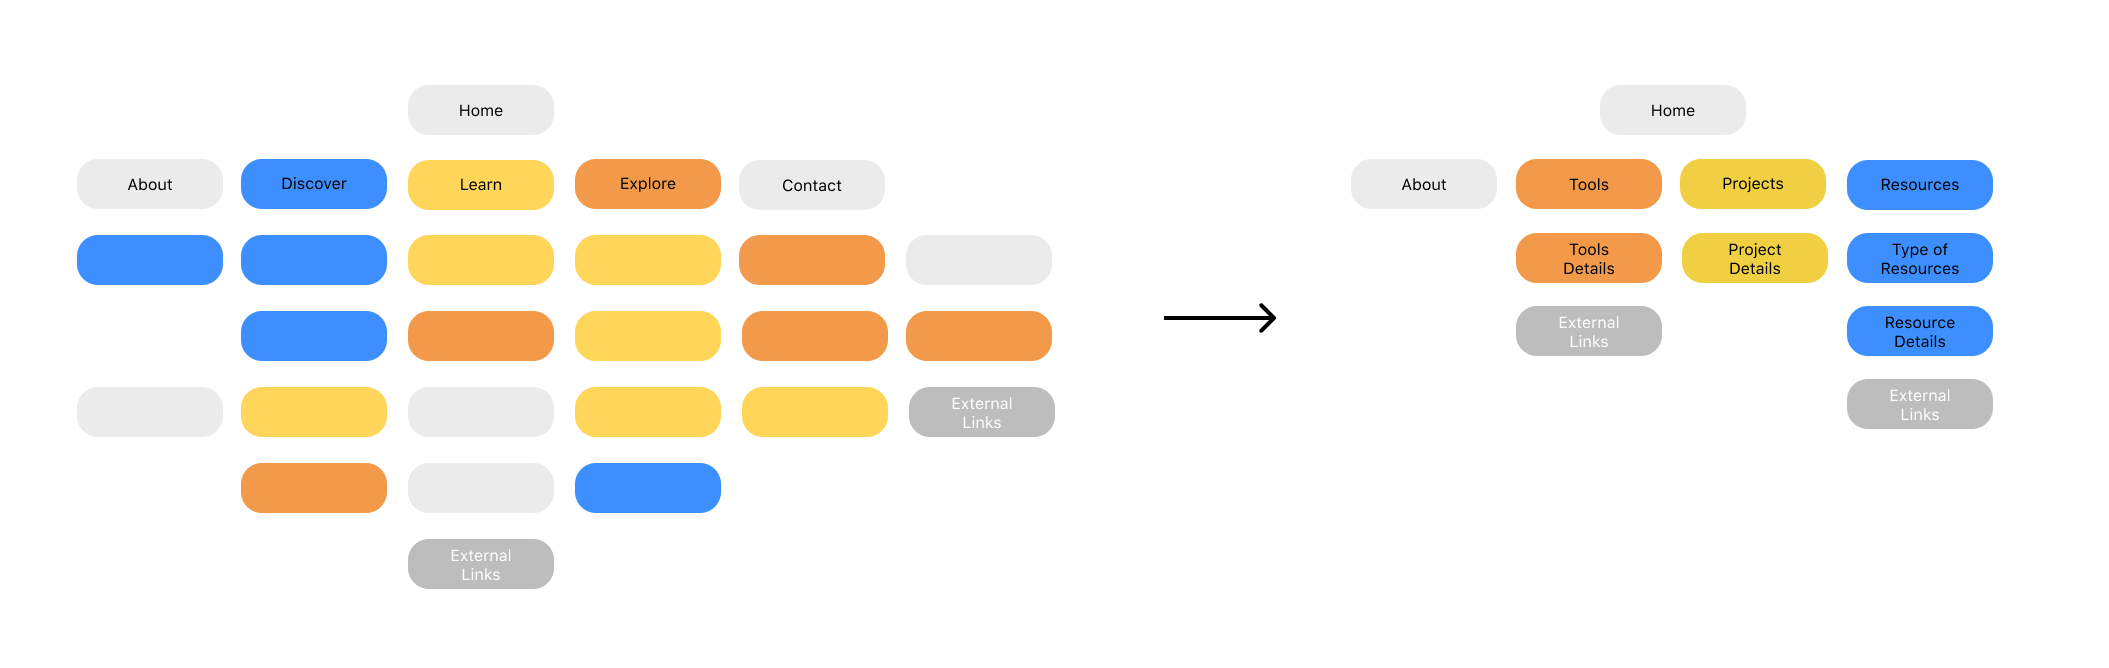 Home
About
Discover
Learn
Explore
Contact
External
Links
External
Links
Home
About
Tools
Projects
Resources
Tools
Details
Project
Details
Type of
Resources
External
Links
Resource
Details
External
Links